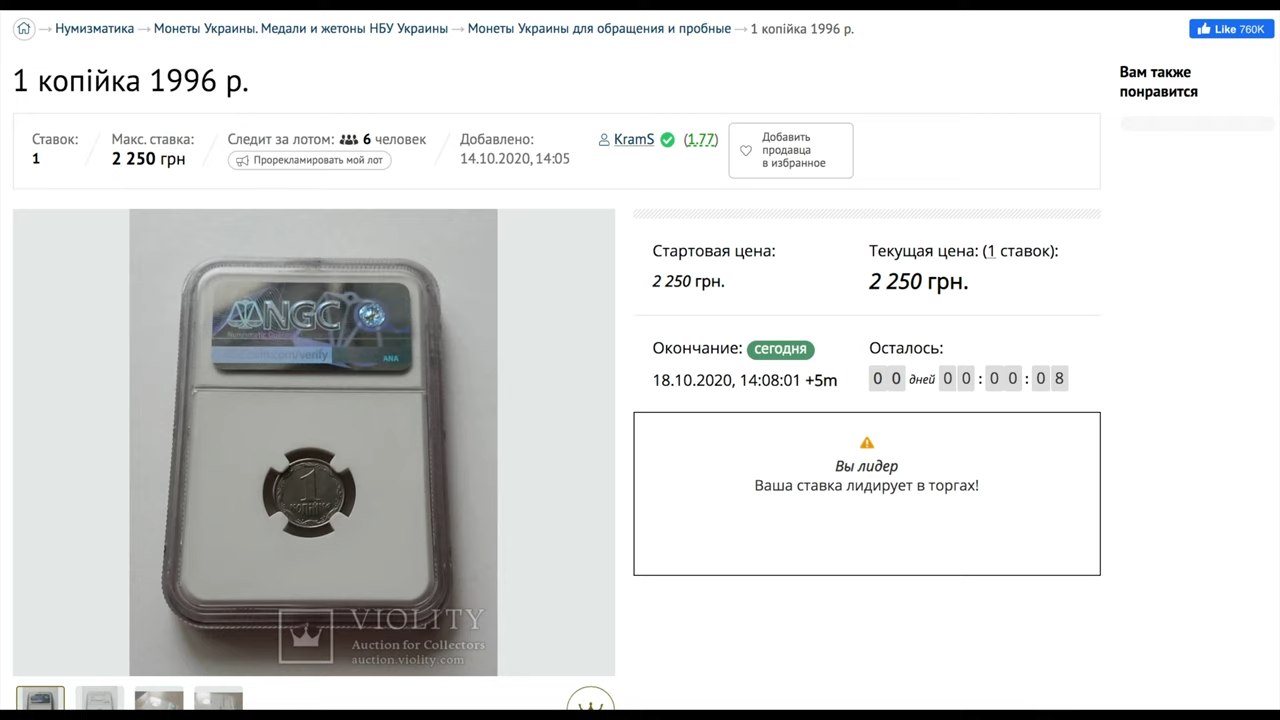 Нумизматика → Монеты Украины. Медали и жетоны НБУ Украины → Монеты Украины для обращения и пробные → 1 копійка 1996 р.
Like 760K
1 копійка 1996 р.
Вам также
понравится
Ставок:
1
Макс. ставка:
2 250 грн
Следит за лотом: 6 человек
Прорекламировать мой лот
Добавлено:
14.10.2020, 14:05
KramS (1.77)
Добавить
продавца
в избранное
NGC
.com/verify
ANA
1
VIOLITY
Auction for Collectors
auction.violity.com
Стартовая цена:
2 250 грн.
Текущая цена: (1 ставок):
2 250 грн.
Окончание: сегодня
18.10.2020, 14:08:01 +5m
Осталось:
0 0 дней 0 0 : 0 0 : 0 8
Вы лидер
Ваша ставка лидирует в торгах!